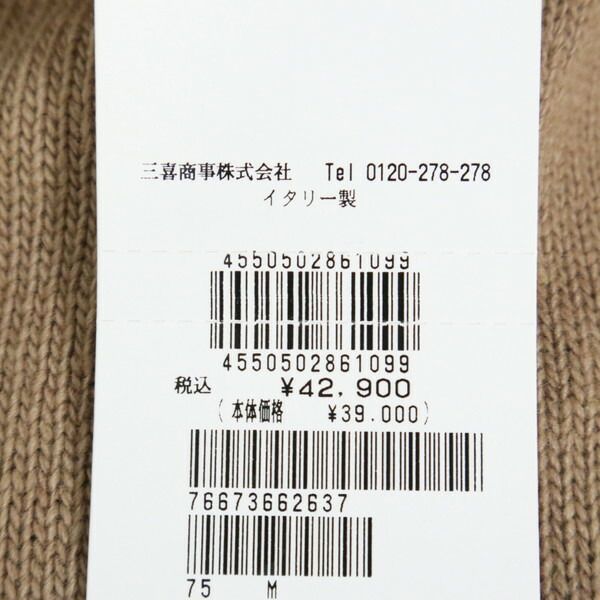 三喜商事株式会社 Tel 0120-278-278
イタリー製
4550502861099
4550502861099
税込 ¥42,900
(本体価格 ¥39.000)
76673662637
75 M